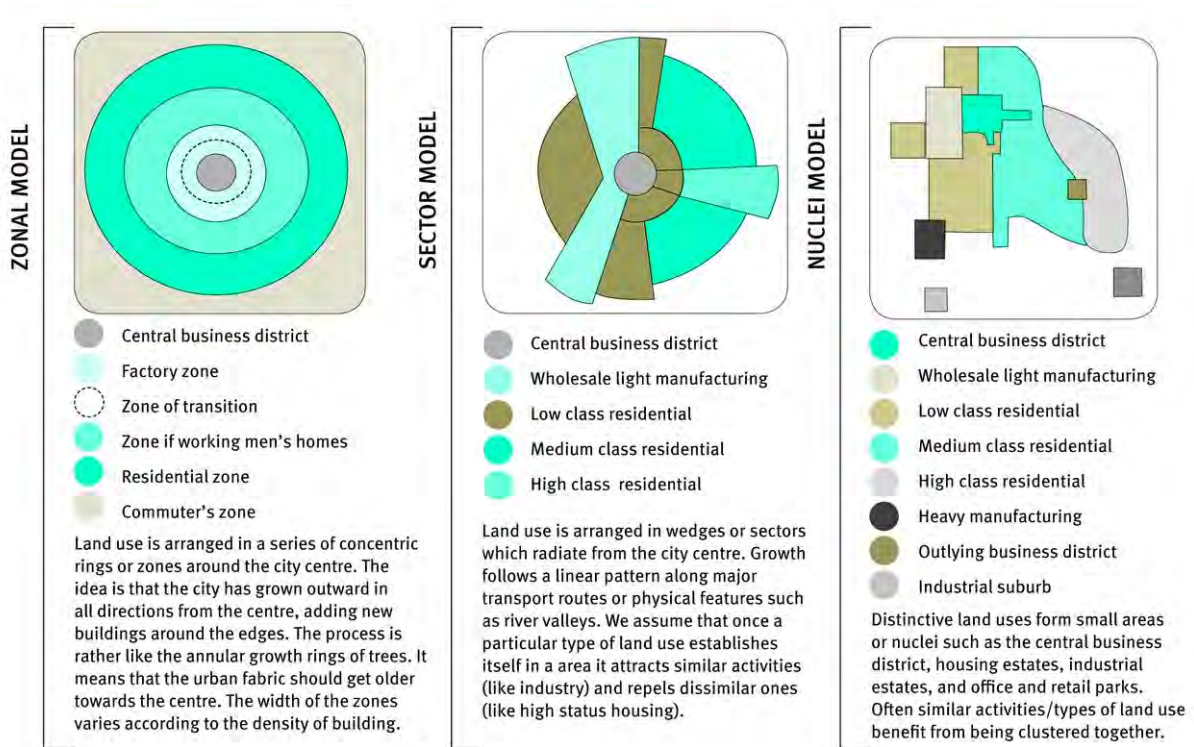 ZONAL MODEL
Central business district
Factory zone
Zone of transition
Zone if working men's homes
Residential zone
Commuter's zone
Land use is arranged in a series of concentric
rings or zones around the city centre. The
idea is that the city has grown outward in
all directions from the centre, adding new
buildings around the edges. The process is
rather like the annular growth rings of trees. It
means that the urban fabric should get older
towards the centre. The width of the zones
varies according to the density of building.
SECTOR MODEL
Central business district
Wholesale light manufacturing
Low class residential
Medium class residential
High class residential
Land use is arranged in wedges or sectors
which radiate from the city centre. Growth
follows a linear pattern along major
transport routes or physical features such
as river valleys. We assume that once a
particular type of land use establishes
itself in a area it attracts similar activities
(like industry) and repels dissimilar ones
(like high status housing).
NUCLEI MODEL
Central business district
Wholesale light manufacturing
Low class residential
Medium class residential
High class residential
Heavy manufacturing
Outlying business district
Industrial suburb
Distinctive land uses form small areas
or nuclei such as the central business
district, housing estates, industrial
estates, and office and retail parks.
Often similar activities/types of land use
benefit from being clustered together.